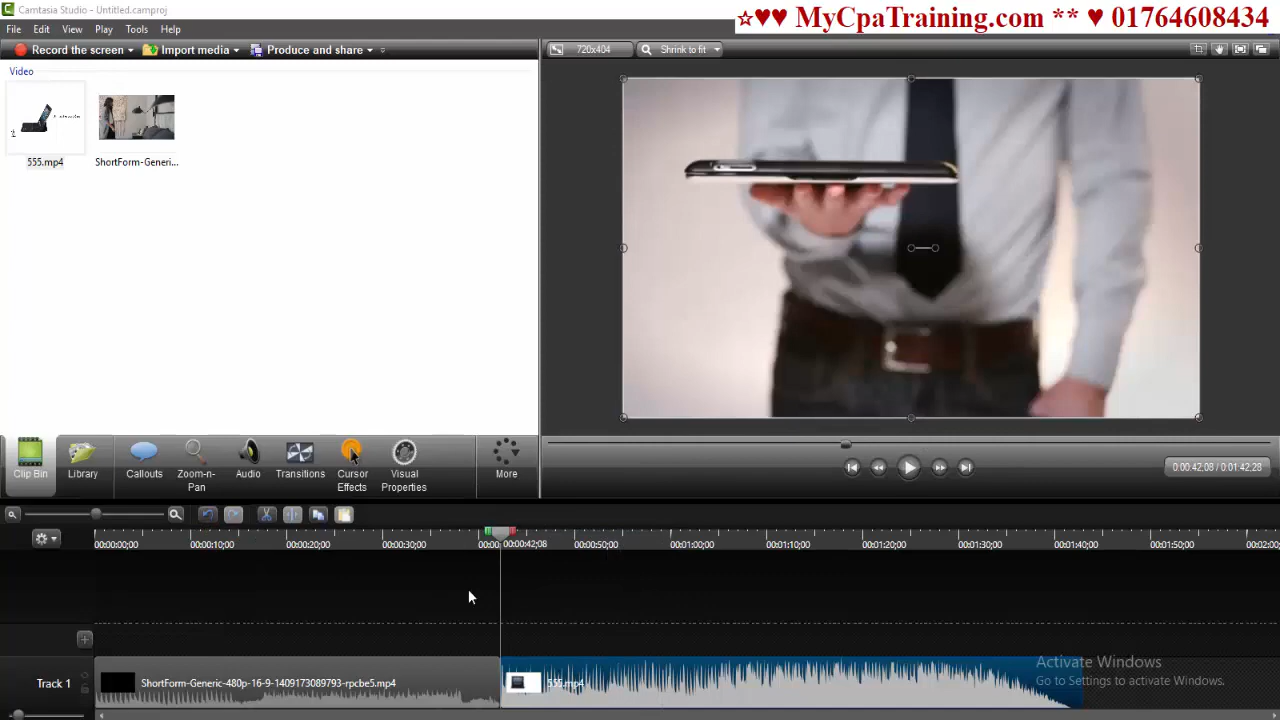 Camtasia Studio - Untitled.camproj
☆♥♥ MyCpaTraining.com ** ♥ 01764608434
File Edit View Play Tools Help
Record the screen Import media Produce and share
720x404 Shrink to fit
Video
555.mp4 ShortForm-Generi...
Clip Bin Library Callouts Zoom-n-Pan Audio Transitions Cursor Effects Visual Properties More
0:00:42;08 / 0:01:42;28
00:00:00;00 00:00:10;00 00:00:20;00 00:00:30;00 00:00 00:00:42;08 00:00:50;00 00:01:00;00 00:01:10;00 00:01:20;00 00:01:30;00 00:01:40;00 00:01:50;00 00:02:0
Activate Windows
Go to Settings to activate Windows.
Track 1 ShortForm-Generic-480p-16-9-1409173089793-rpcbe5.mp4 555.mp4